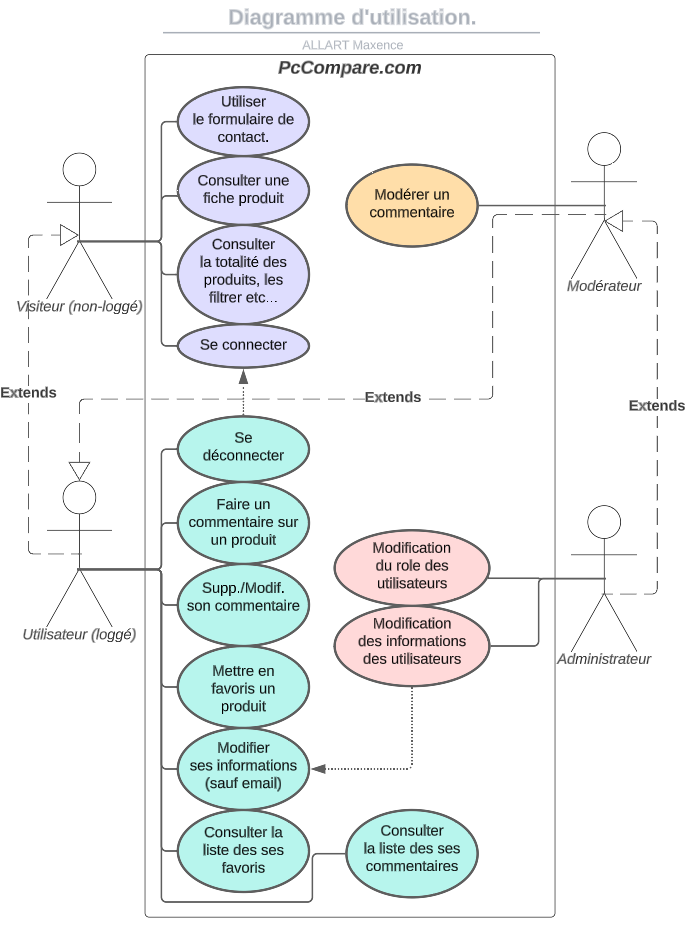 Diagramme d'utilisation.
ALLART Maxence
PcCompare.com
Utiliser
le formulaire de
contact.
Consulter une
fiche produit
Consulter
la totalité des
produits, les
filtrer etc...
Se connecter
Visiteur (non-loggé)
Modérer un
commentaire
Modérateur
Extends
Extends
Extends
Se
déconnecter
Faire un
commentaire sur
un produit
Supp./Modif.
son commentaire
Mettre en
favoris un
produit
Modifier
ses informations
(sauf email)
Consulter la
liste des ses
favoris
Consulter
la liste des ses
commentaires
Utilisateur (loggé)
Modification
du role des
utilisateurs
Modification
des informations
des utilisateurs
Administrateur